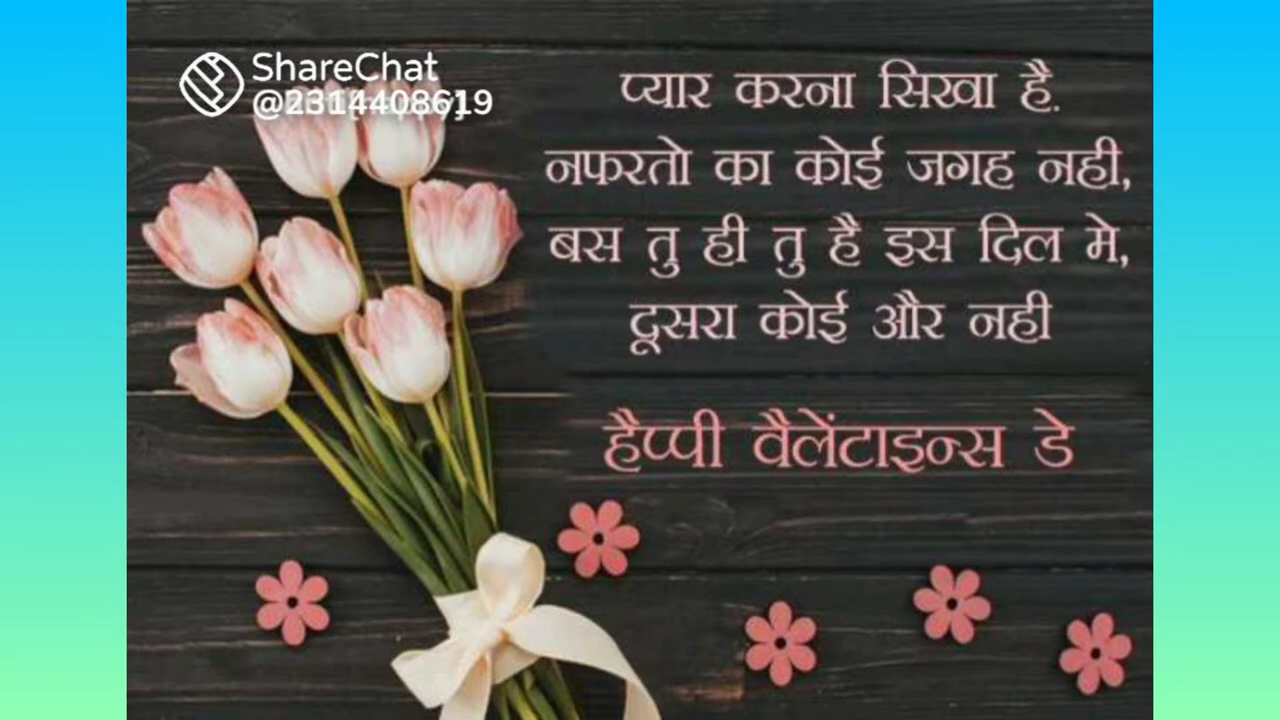 ShareChat
@2314408619
प्यार करना सिखा है.
नफरतो का कोई जगह नही,
बस तु ही तु है इस दिल मे,
दूसरा कोई और नही
हैप्पी वैलेंटाइन्स डे